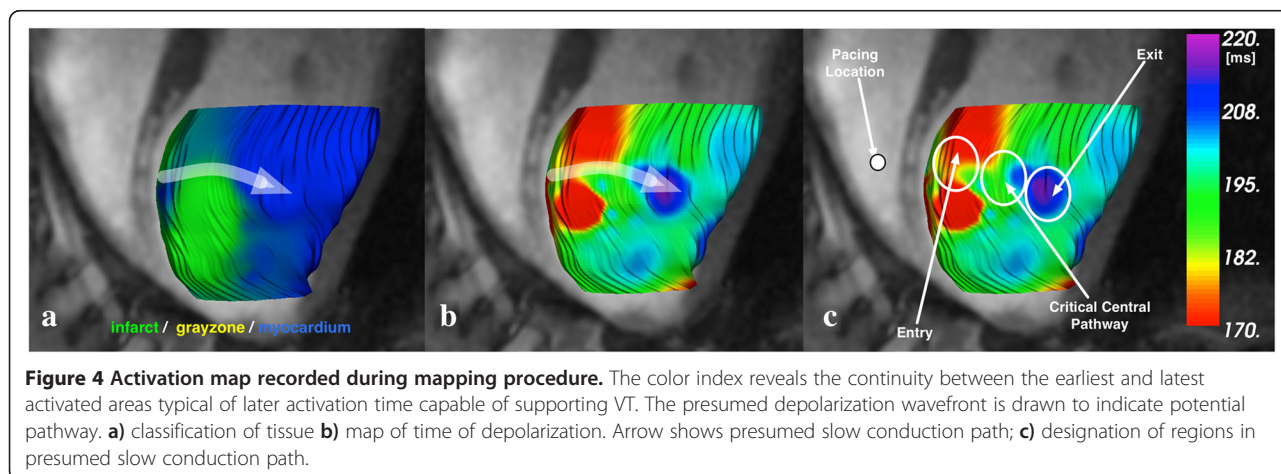 a
infarct / grayzone / myocardium
b
Pacing
Location
Exit
Entry
Critical Central
Pathway
c
220.
[ms]
208.
195.
182.
170.
Figure 4 Activation map recorded during mapping procedure. The color index reveals the continuity between the earliest and latest
activated areas typical of later activation time capable of supporting VT. The presumed depolarization wavefront is drawn to indicate potential
pathway. a) classification of tissue b) map of time of depolarization. Arrow shows presumed slow conduction path; c) designation of regions in
presumed slow conduction path.